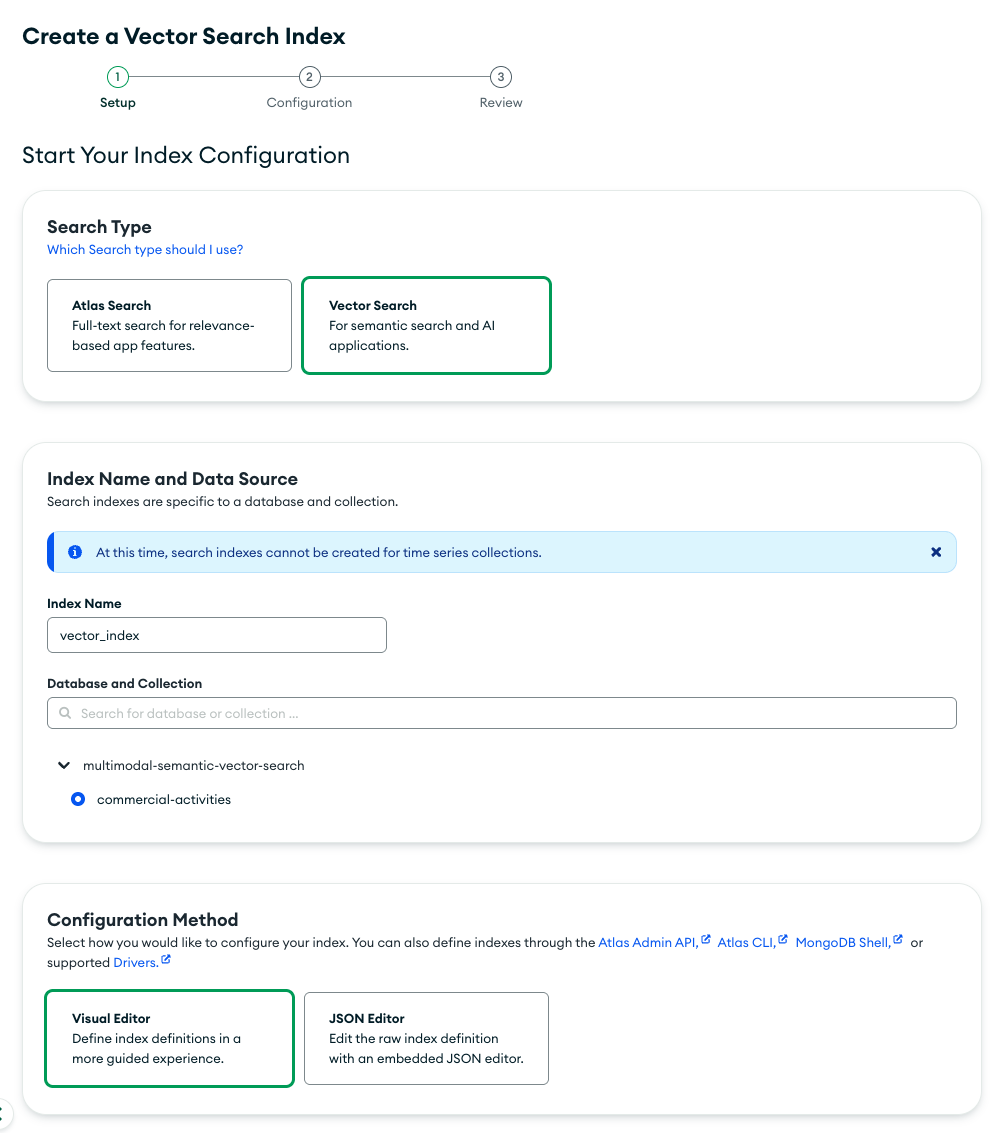 Create a Vector Search Index
1
2
3
Setup
Configuration
Review
Start Your Index Configuration
Search Type
Which Search type should I use?
Atlas Search
Full-text search for relevance-
based app features.
Vector Search
For semantic search and AI
applications.
Index Name and Data Source
Search indexes are specific to a database and collection.
At this time, search indexes cannot be created for time series collections.
Index Name
vector_index
Database and Collection
Search for database or collection ...
multimodal-semantic-vector-search
commercial-activities
Configuration Method
Select how you would like to configure your index. You can also define indexes through the Atlas Admin API, Atlas CLI, MongoDB Shell, or
supported Drivers.
Visual Editor
Define index definitions in a
more guided experience.
JSON Editor
Edit the raw index definition
with an embedded JSON editor.